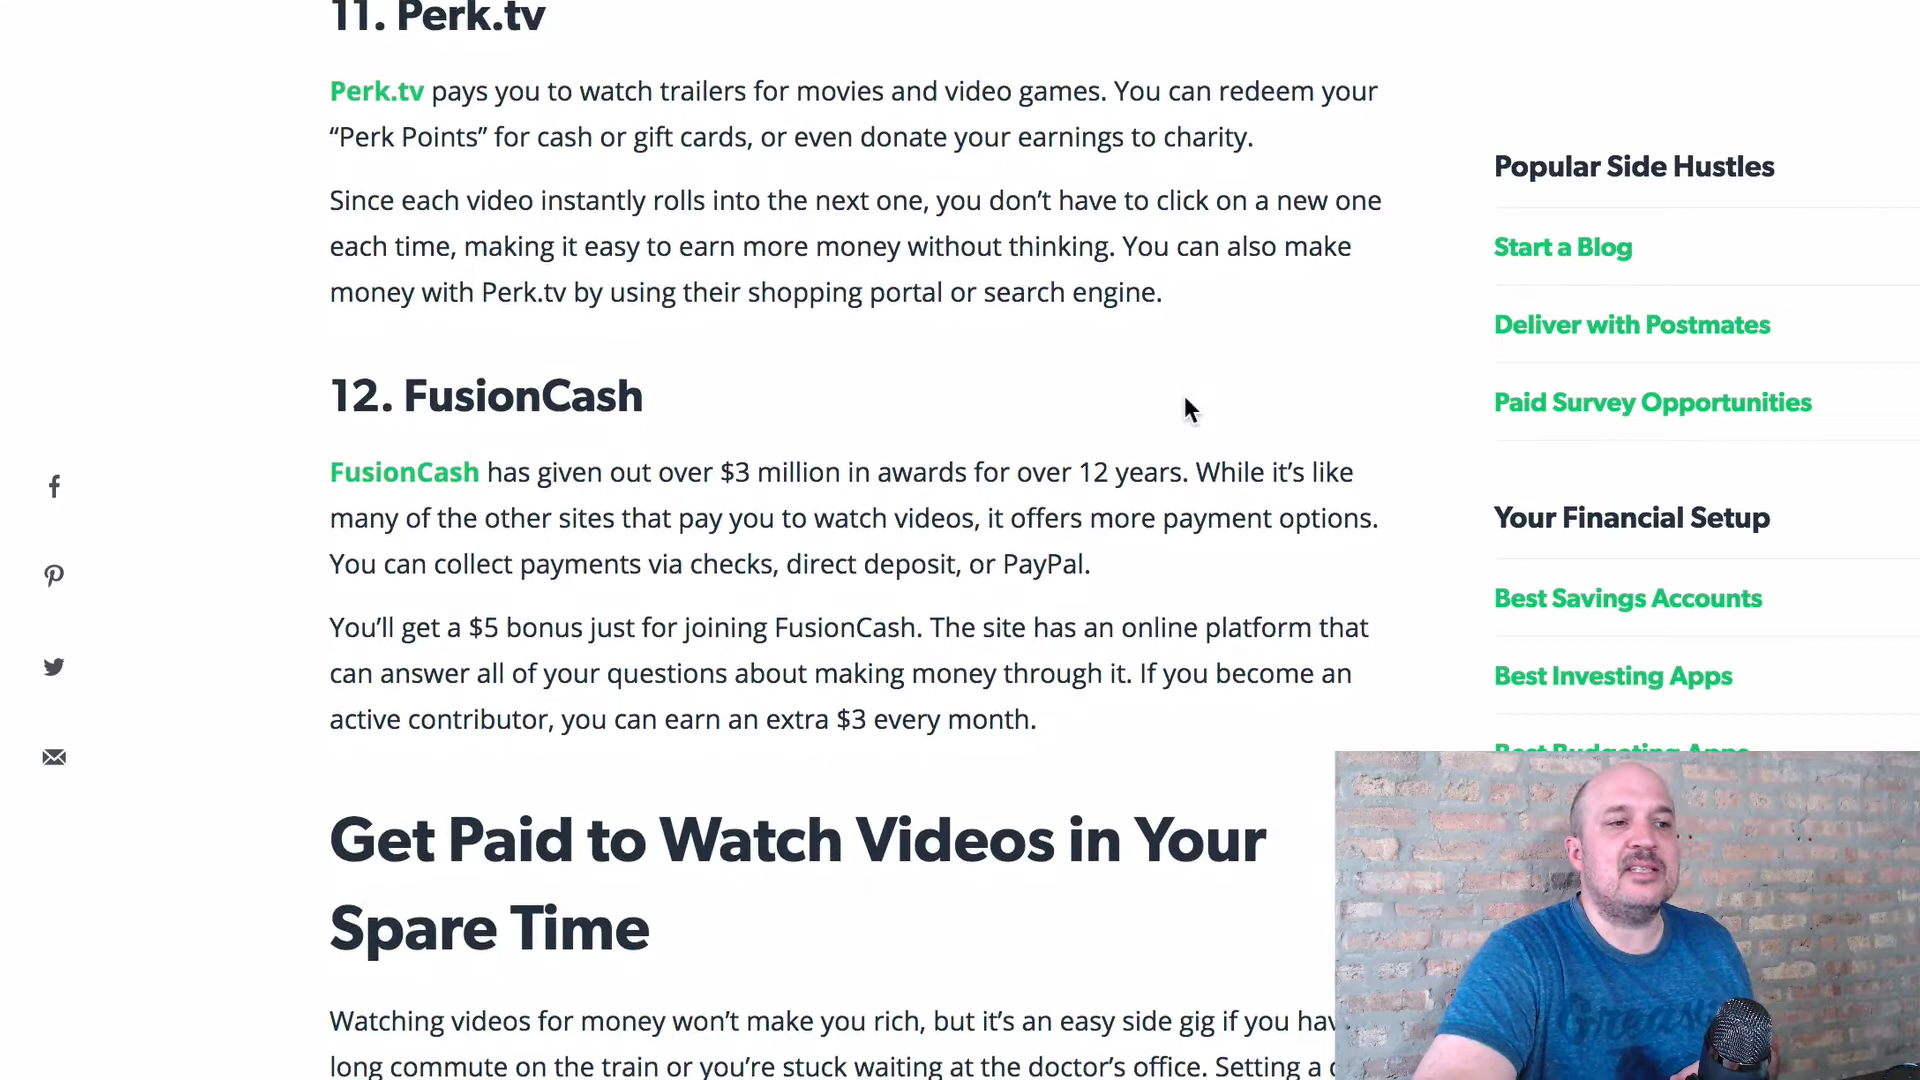 11. Perk.tv
Perk.tv pays you to watch trailers for movies and video games. You can redeem your
“Perk Points” for cash or gift cards, or even donate your earnings to charity.
Since each video instantly rolls into the next one, you don’t have to click on a new one
each time, making it easy to earn more money without thinking. You can also make
money with Perk.tv by using their shopping portal or search engine.
12. FusionCash
FusionCash has given out over $3 million in awards for over 12 years. While it’s like
many of the other sites that pay you to watch videos, it offers more payment options.
You can collect payments via checks, direct deposit, or PayPal.
You’ll get a $5 bonus just for joining FusionCash. The site has an online platform that
can answer all of your questions about making money through it. If you become an
active contributor, you can earn an extra $3 every month.
Get Paid to Watch Videos in Your
Spare Time
Watching videos for money won’t make you rich, but it’s an easy side gig if you
long commute on the train or you’re stuck waiting at the doctor’s office. Setting a
Popular Side Hustles
Start a Blog
Deliver with Postmates
Paid Survey Opportunities
Your Financial Setup
Best Savings Accounts
Best Investing Apps
Best Budgeting Apps